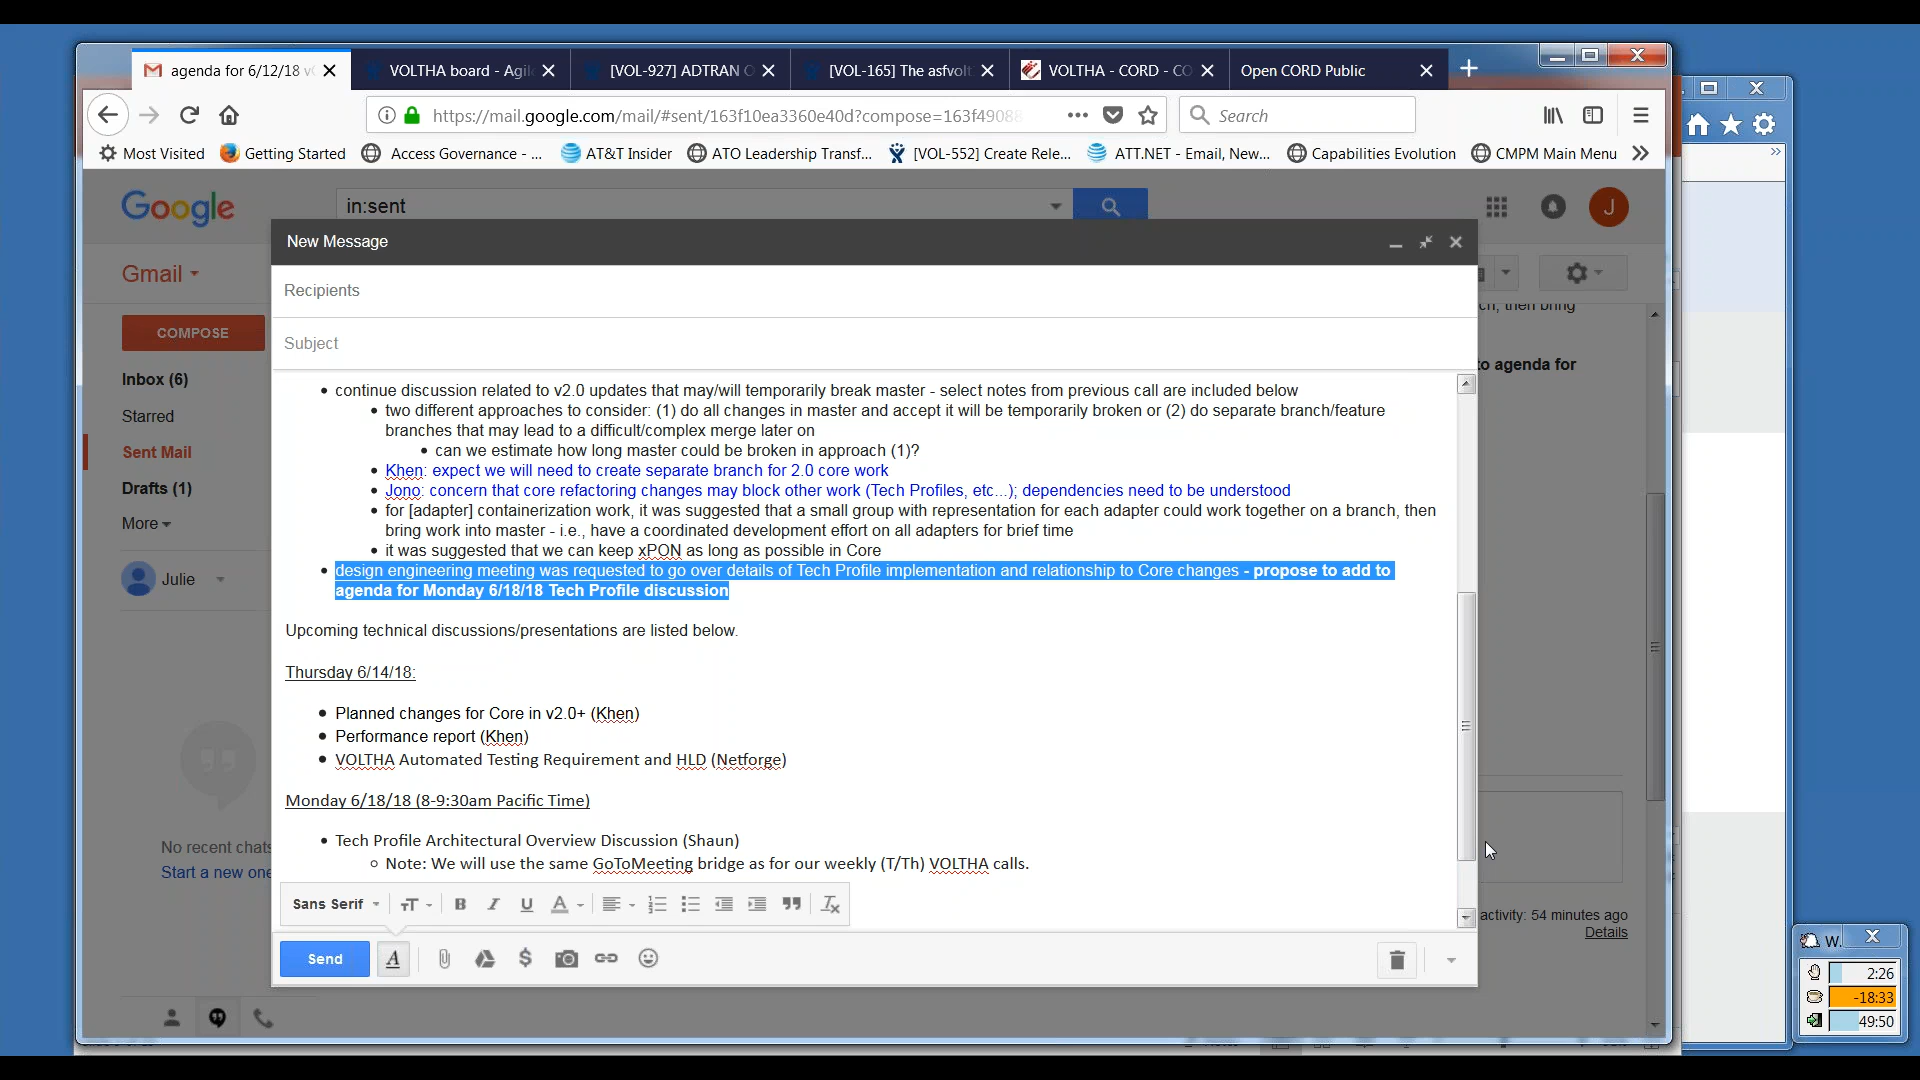 agenda for 6/12/18 v
VOLTHA board - Agil
[VOL-927] ADTRAN O
[VOL-165] The asfvolt
VOLTHA - CORD - CO
Open CORD Public
https://mail.google.com/mail/#sent/163f10ea3360e40d?compose=163f49088
Search
Most Visited
Getting Started
Access Governance - ...
AT&T Insider
ATO Leadership Transf...
[VOL-552] Create Rele...
ATT.NET - Email, New...
Capabilities Evolution
CMPM Main Menu
Google
in:sent
J
New Message
Gmail
Recipients
COMPOSE
Subject
Inbox (6)
Starred
Sent Mail
Drafts (1)
More
Julie
then bring
to agenda for
continue discussion related to v2.0 updates that may/will temporarily break master - select notes from previous call are included below
two different approaches to consider: (1) do all changes in master and accept it will be temporarily broken or (2) do separate branch/feature
branches that may lead to a difficult/complex merge later on
can we estimate how long master could be broken in approach (1)?
Khen: expect we will need to create separate branch for 2.0 core work
Jono: concern that core refactoring changes may block other work (Tech Profiles, etc...); dependencies need to be understood
for [adapter] containerization work, it was suggested that a small group with representation for each adapter could work together on a branch, then
bring work into master - i.e., have a coordinated development effort on all adapters for brief time
it was suggested that we can keep xPON as long as possible in Core
design engineering meeting was requested to go over details of Tech Profile implementation and relationship to Core changes - propose to add to
agenda for Monday 6/18/18 Tech Profile discussion
Upcoming technical discussions/presentations are listed below.
Thursday 6/14/18:
Planned changes for Core in v2.0+ (Khen)
Performance report (Khen)
VOLTHA Automated Testing Requirement and HLD (Netforge)
Monday 6/18/18 (8-9:30am Pacific Time)
Tech Profile Architectural Overview Discussion (Shaun)
Note: We will use the same GoToMeeting bridge as for our weekly (T/Th) VOLTHA calls.
No recent chats
Start a new one
Sans Serif
Send
activity: 54 minutes ago
Details
W.
2:26
-18:33
49:50